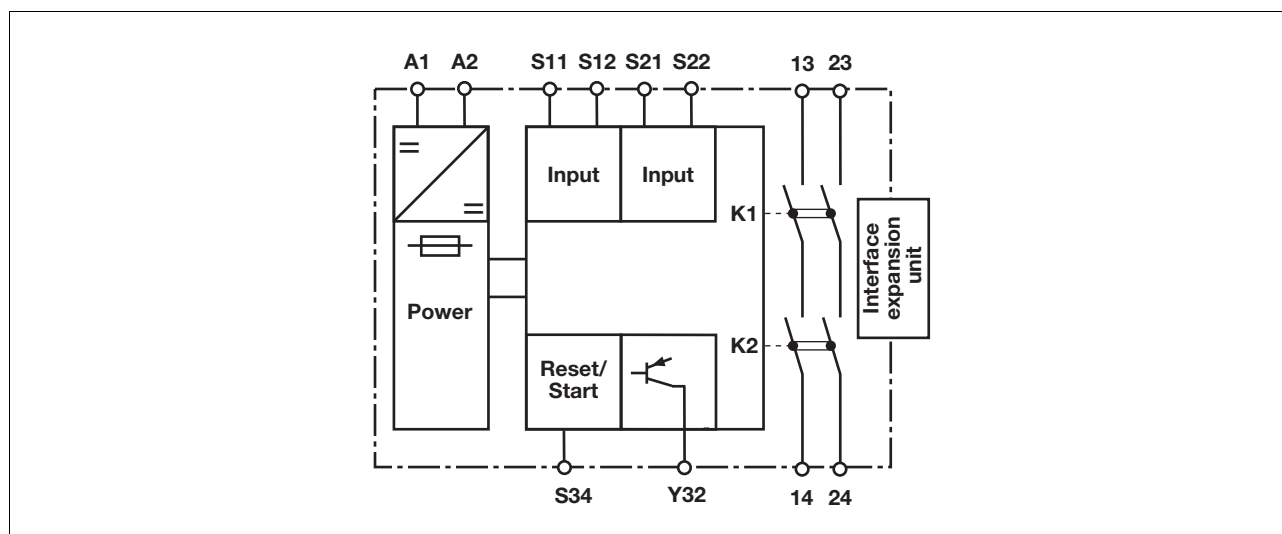 A1 A2 S11 S12 S21 S22 13 23
Input Input
K1
Interface
expansion
unit
Power
K2
Reset/
Start
S34 Y32 14 24